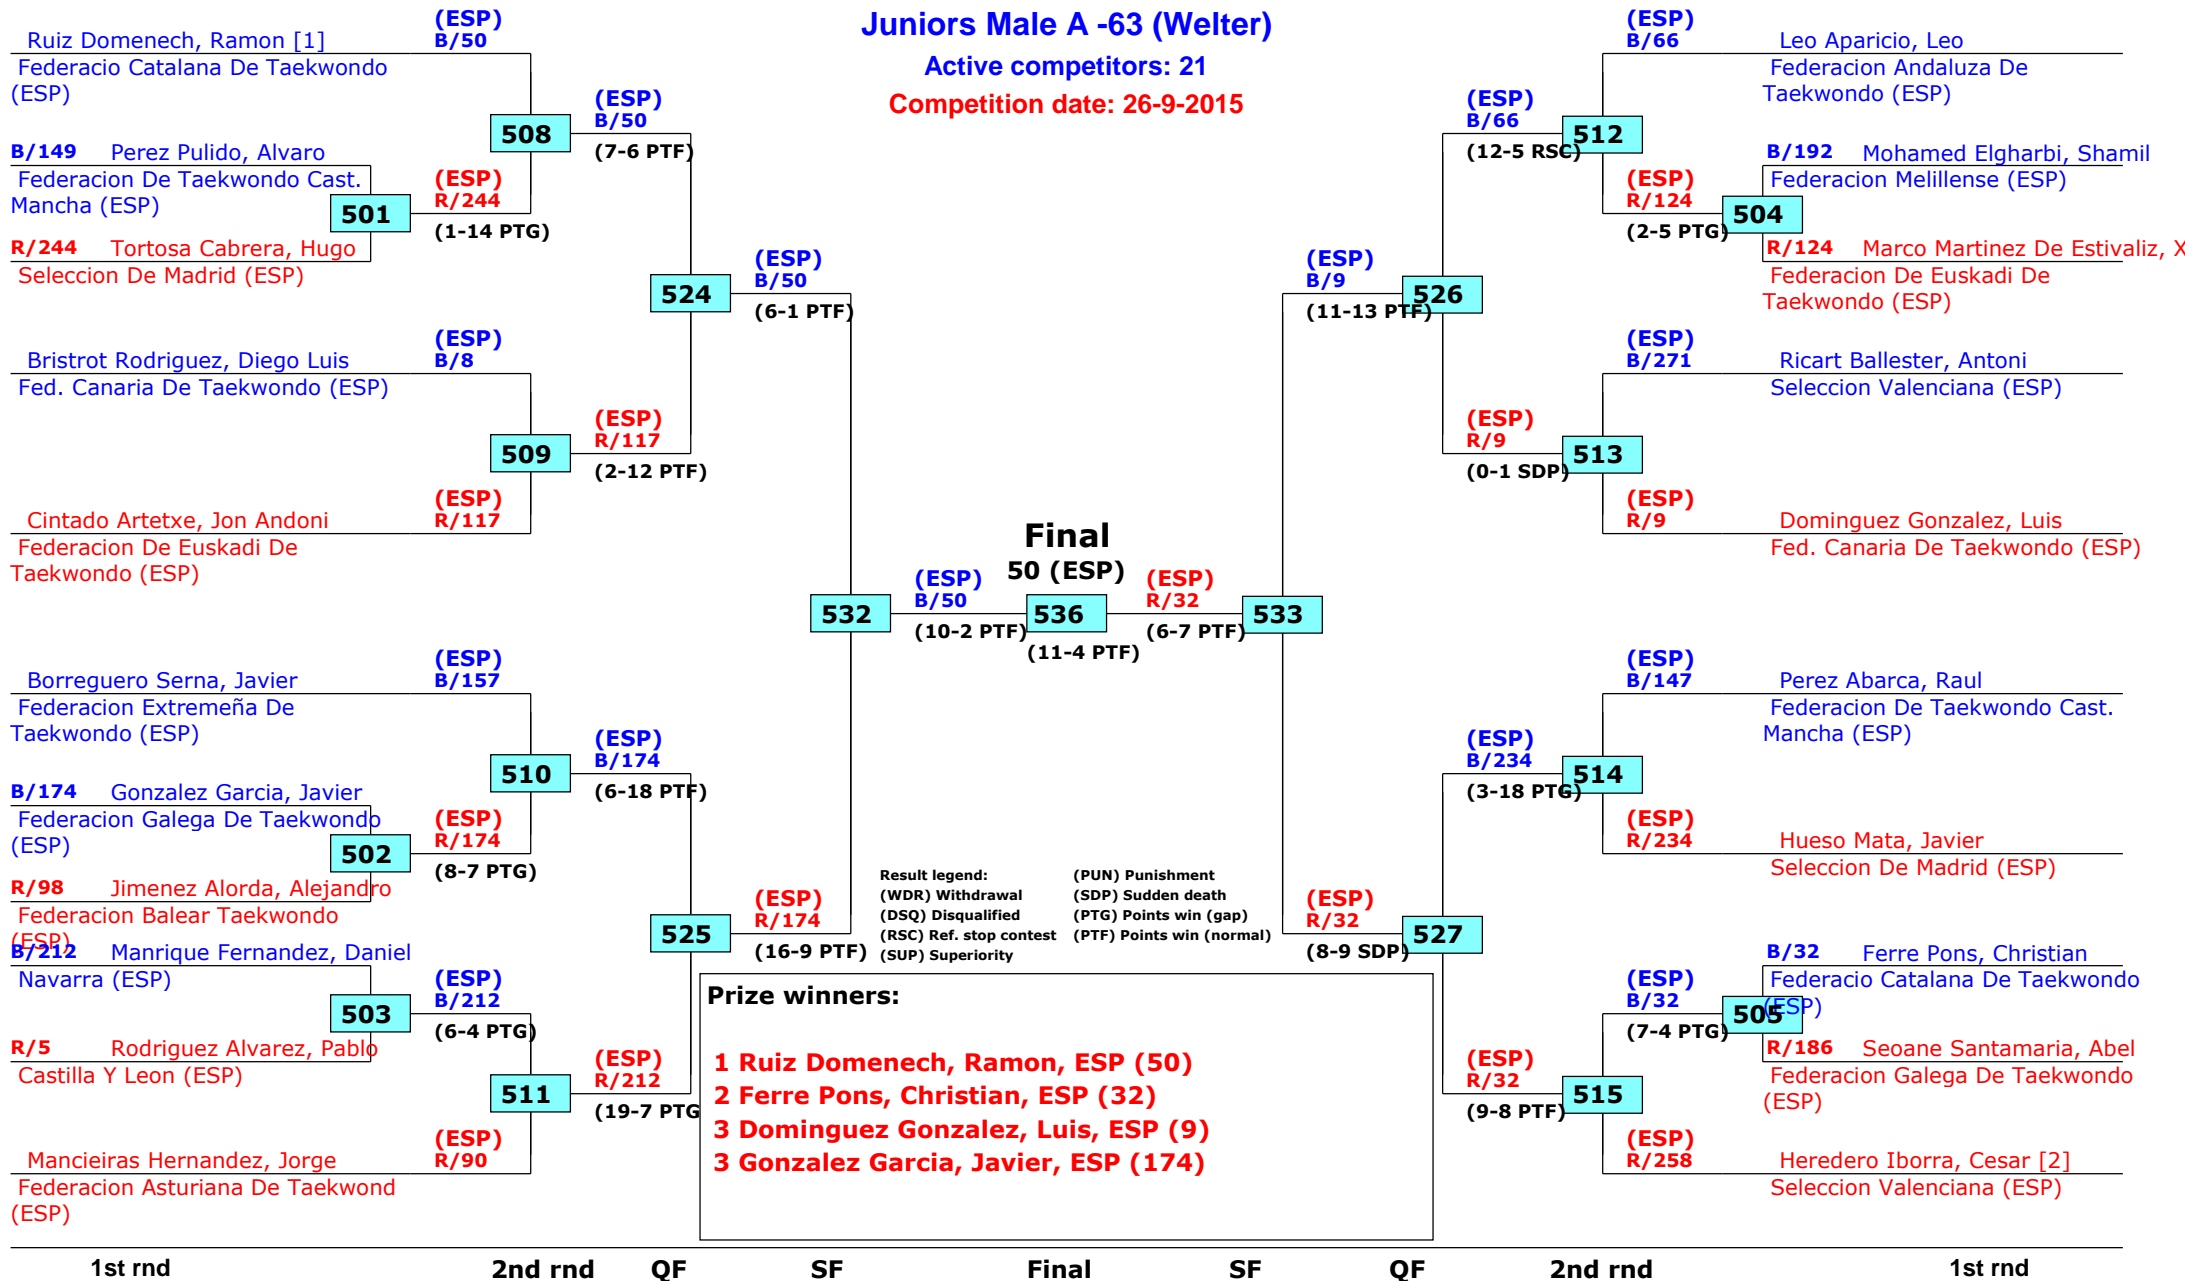 Juniors Male A -63 (Welter)
Active competitors: 21
Competition date: 26-9-2015
Ruiz Domenech, Ramon [1]
Federacio Catalana De Taekwondo
(ESP)
(ESP)
B/50
B/149 Perez Pulido, Alvaro
Federacion De Taekwondo Cast.
Mancha (ESP)
501
R/244 Tortosa Cabrera, Hugo
Seleccion De Madrid (ESP)
(ESP)
R/244
(1-14 PTG)
508
(ESP)
B/50
(7-6 PTF)
Bristrot Rodriguez, Diego Luis
Fed. Canaria De Taekwondo (ESP)
(ESP)
B/8
509
Cintado Artetxe, Jon Andoni
Federacion De Euskadi De
Taekwondo (ESP)
(ESP)
R/117
(ESP)
R/117
(2-12 PTF)
524
(ESP)
B/50
(6-1 PTF)
Borreguero Serna, Javier
Federacion Extremeña De
Taekwondo (ESP)
(ESP)
B/157
B/174 Gonzalez Garcia, Javier
Federacion Galega De Taekwondo
(ESP)
502
R/98 Jimenez Alorda, Alejandro
Federacion Balear Taekwondo
(ESP)
(ESP)
R/174
(8-7 PTG)
510
(ESP)
B/174
(6-18 PTF)
B/212 Manrique Fernandez, Daniel
Navarra (ESP)
503
R/5 Rodriguez Alvarez, Pablo
Castilla Y Leon (ESP)
(ESP)
B/212
(6-4 PTG)
511
Mancieiras Hernandez, Jorge
Federacion Asturiana De Taekwond
(ESP)
(ESP)
R/90
(ESP)
R/212
(19-7 PTG
525
(ESP)
R/174
(16-9 PTF)
532
(ESP)
B/50
(10-2 PTF)
Final
50 (ESP)
536
(11-4 PTF)
(ESP)
R/32
(6-7 PTF)
533
(ESP)
B/9
(11-13 PTF)
526
(ESP)
B/66
(12-5 RSC)
512
(ESP)
B/66
Leo Aparicio, Leo
Federacion Andaluza De
Taekwondo (ESP)
B/192 Mohamed Elgharbi, Shamil
Federacion Melillense (ESP)
504
(ESP)
R/124
(2-5 PTG)
R/124 Marco Martinez De Estivaliz, X
Federacion De Euskadi De
Taekwondo (ESP)
(ESP)
B/271
Ricart Ballester, Antoni
Seleccion Valenciana (ESP)
(ESP)
R/9
(0-1 SDP)
513
(ESP)
R/9
Dominguez Gonzalez, Luis
Fed. Canaria De Taekwondo (ESP)
(ESP)
B/147
Perez Abarca, Raul
Federacion De Taekwondo Cast.
Mancha (ESP)
(ESP)
B/234
(3-18 PTG)
514
(ESP)
R/234
Hueso Mata, Javier
Seleccion De Madrid (ESP)
(ESP)
R/32
(8-9 SDP)
527
B/32 Ferre Pons, Christian
Federacio Catalana De Taekwondo
(ESP)
(ESP)
B/32
(7-4 PTG)
505
R/186 Seoane Santamaria, Abel
Federacion Galega De Taekwondo
(ESP)
(ESP)
R/32
(9-8 PTF)
515
(ESP)
R/258
Heredero Iborra, Cesar [2]
Seleccion Valenciana (ESP)
Result legend:
(WDR) Withdrawal
(DSQ) Disqualified
(RSC) Ref. stop contest
(SUP) Superiority
(PUN) Punishment
(SDP) Sudden death
(PTG) Points win (gap)
(PTF) Points win (normal)
Prize winners:
1 Ruiz Domenech, Ramon, ESP (50)
2 Ferre Pons, Christian, ESP (32)
3 Dominguez Gonzalez, Luis, ESP (9)
3 Gonzalez Garcia, Javier, ESP (174)
1st rnd 2nd rnd QF SF Final SF QF 2nd rnd 1st rnd